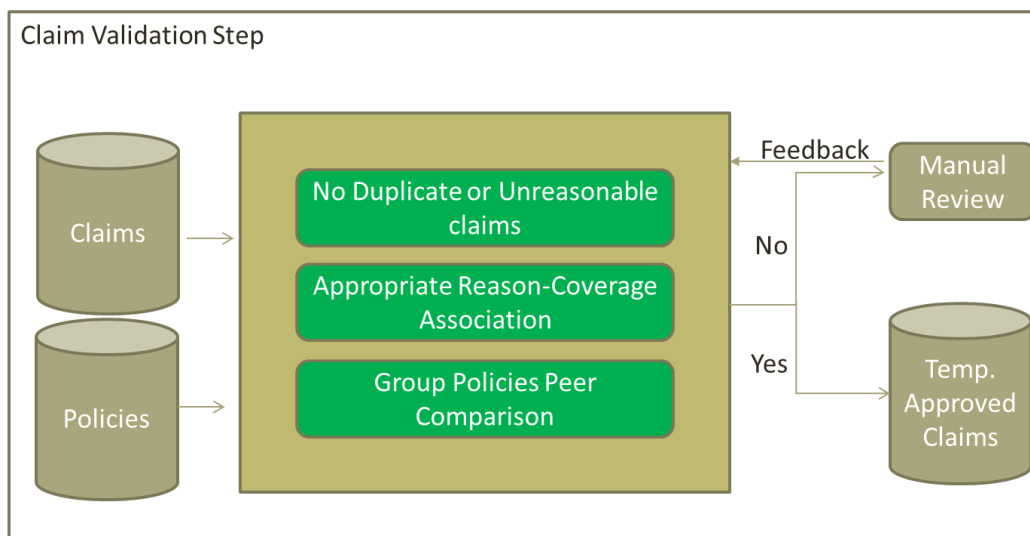 Claim Validation Step
Claims
Policies
No Duplicate or Unreasonable
claims
Appropriate Reason-Coverage
Association
Group Policies Peer
Comparison
Feedback
No
Yes
Manual
Review
Temp.
Approved
Claims